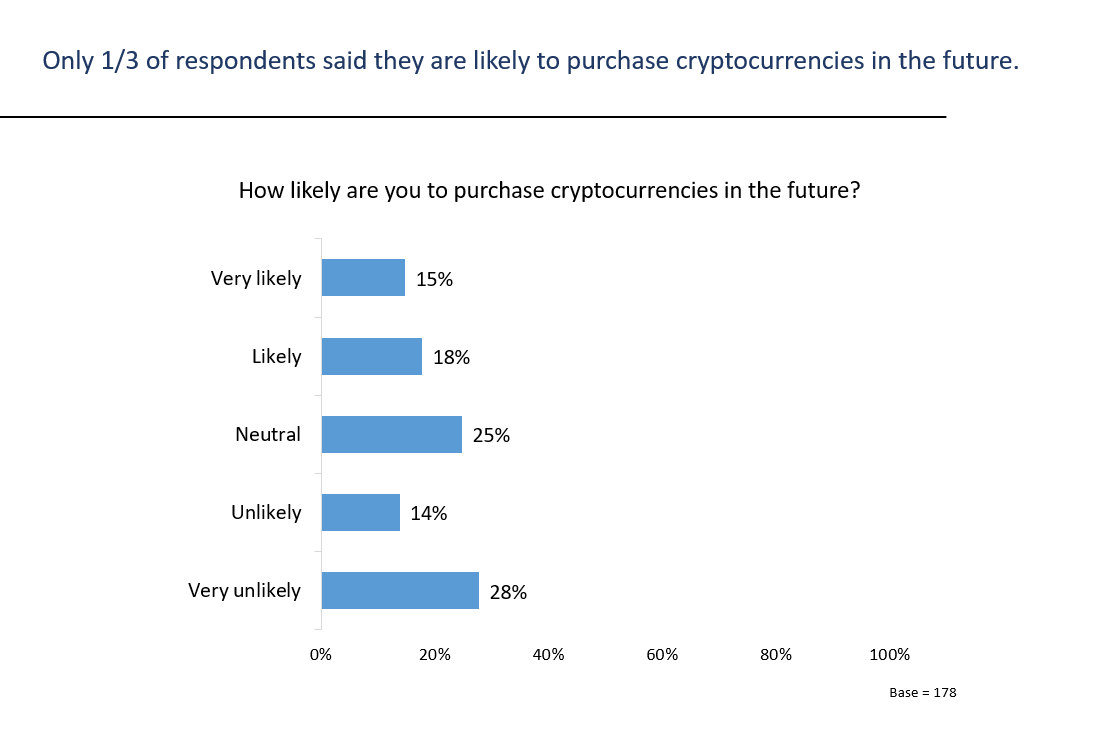 Only 1/3 of respondents said they are likely to purchase cryptocurrencies in the future.
How likely are you to purchase cryptocurrencies in the future?
Very likely 15%
Likely 18%
Neutral 25%
Unlikely 14%
Very unlikely 28%
0% 20% 40% 60% 80% 100%
Base = 178